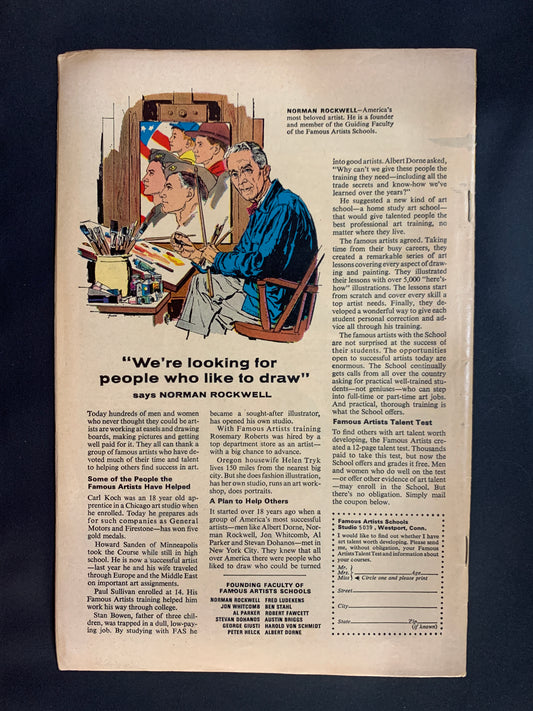 NORMAN ROCKWELL—America's
most beloved artist. He is a founder
and member of the Guiding Faculty
of the Famous Artists Schools.
"We're looking for
people who like to draw"
says NORMAN ROCKWELL
Today hundreds of men and women
who never thought they could be art-
ists are working at easels and drawing
boards, making pictures and getting
well paid for it. They all can thank a
group of famous artists who have de-
voted much of their time and talent
to helping others find success in art.
Some of the People the
Famous Artists Have Helped
Carl Koch was an 18 year old ap-
prentice in a Chicago art studio when
he enrolled. Today he prepares ads
for such companies as General
Motors and Firestone—has won five
gold medals.
Howard Sanden of Minneapolis
took the Course while still in high
school. He is now a successful artist
—last year he and his wife traveled
through Europe and the Middle East
on important art assignments.
Paul Sullivan enrolled at 14. His
Famous Artists training helped him
work his way through college.
Stan Bowen, father of three chil-
dren, was trapped in a dull, low-pay-
ing job. By studying with FAS he
became a sought-after illustrator,
has opened his own studio.
With Famous Artists training
Rosemary Roberts was hired by a
top department store as an artist—
with a big chance to advance.
Oregon housewife Helen Tryk
lives 150 miles from the nearest big
city. But she does fashion illustration,
has her own studio, runs an art work-
shop, does portraits.
A Plan to Help Others
It started over 18 years ago when a
group of America's most successful
artists—men like Albert Dorne, Nor-
man Rockwell, Jon Whitcomb, Al
Parker and Stevan Dohanos—met in
New York City. They knew that all
over America there were people who
liked to draw who could be turned
FOUNDING FACULTY OF
FAMOUS ARTISTS SCHOOLS
NORMAN ROCKWELL FRED LUDEKENS
JON WHITCOMB BEN STAHL
AL PARKER ROBERT FAWCETT
STEVAN DOHANOS AUSTIN BRIGGS
GEORGE GIUSTI HAROLD VON SCHMIDT
PETER HELCK ALBERT DORNE
into good artists. Albert Dorne asked,
"Why can't we give these people the
training they need—including all the
trade secrets and know-how we've
learned over the years?"
He suggested a new kind of art
school—a home study art school—
that would give talented people the
best professional art training, no
matter where they live.
The famous artists agreed. Taking
time from their busy careers, they
created a remarkable series of art
lessons covering every aspect of draw-
ing and painting. They illustrated
their lessons with over 5,000 "here's-
how" illustrations. The lessons start
from scratch and cover every skill a
top artist needs. Finally, they de-
veloped a wonderful way to give each
student personal correction and ad-
vice all through his training.
The famous artists with the School
are not surprised at the success of
their students. The opportunities
open to successful artists today are
enormous. The School continually
gets calls from all over the country
asking for practical well-trained stu-
dents—not geniuses—who can step
into full-time or part-time art jobs.
And practical, thorough training is
what the School offers.
Famous Artists Talent Test
To find others with art talent worth
developing, the Famous Artists cre-
ated a 12-page talent test. Thousands
paid to take this test, but now the
School offers and grades it free. Men
and women who do well on the test
—or offer other evidence of art talent
—may enroll in the School. But
there's no obligation. Simply mail
the coupon below.
Famous Artists Schools
Studio 5039, Westport, Conn.
I would like to find out whether I have
art talent worth developing. Please send
me, without obligation, your Famous
Artists Talent Test and information about
your courses.
Mr.
Mrs. Age
Miss Circle one and please print
Street
City
State Zip
(if known)